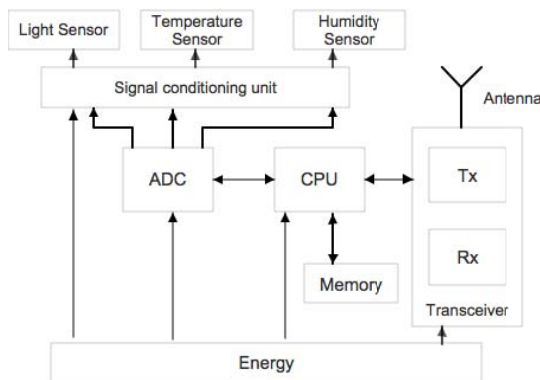 Light Sensor
Temperature
Sensor
Humidity
Sensor
Signal conditioning unit
Antenna
ADC
CPU
Tx
Rx
Memory
Transceiver
Energy